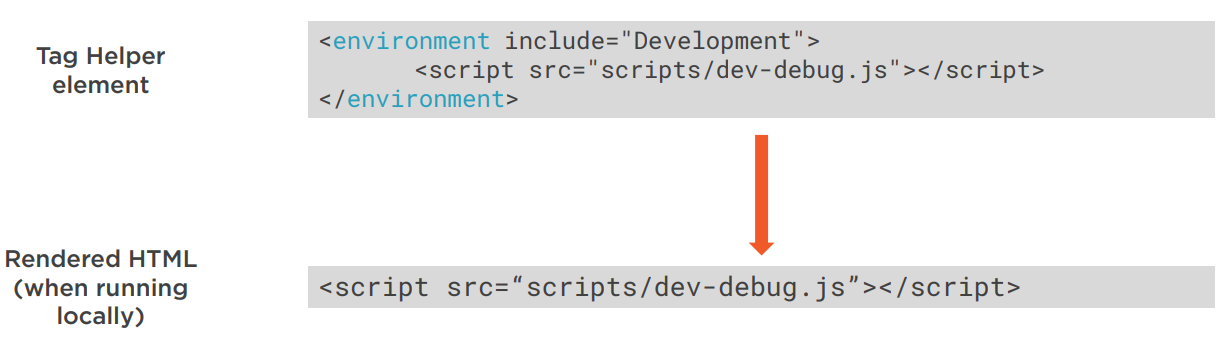 Tag Helper
element
<environment include="Development">
<script src="scripts/dev-debug.js"></script>
</environment>
Rendered HTML
(when running
locally)
<script src=“scripts/dev-debug.js”></script>